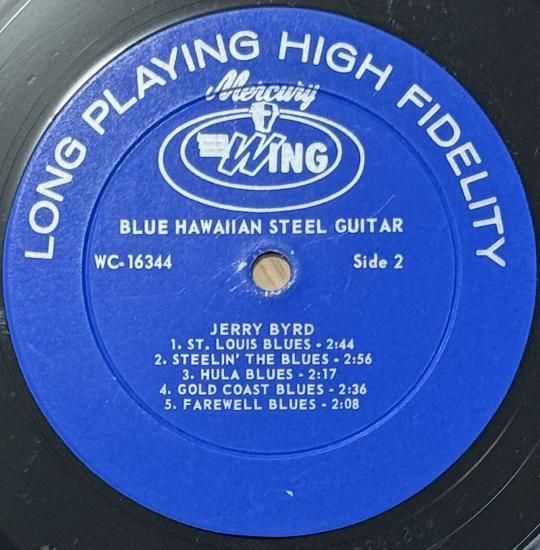 LONG PLAYING HIGH FIDELITY
Mercury
WING
BLUE HAWAIIAN STEEL GUITAR
WC-16344
Side 2
JERRY BYRD
1. ST. LOUIS BLUES - 2:44
2. STEELIN' THE BLUES - 2:56
3. HULA BLUES - 2:17
4. GOLD COAST BLUES - 2:36
5. FAREWELL BLUES - 2:08